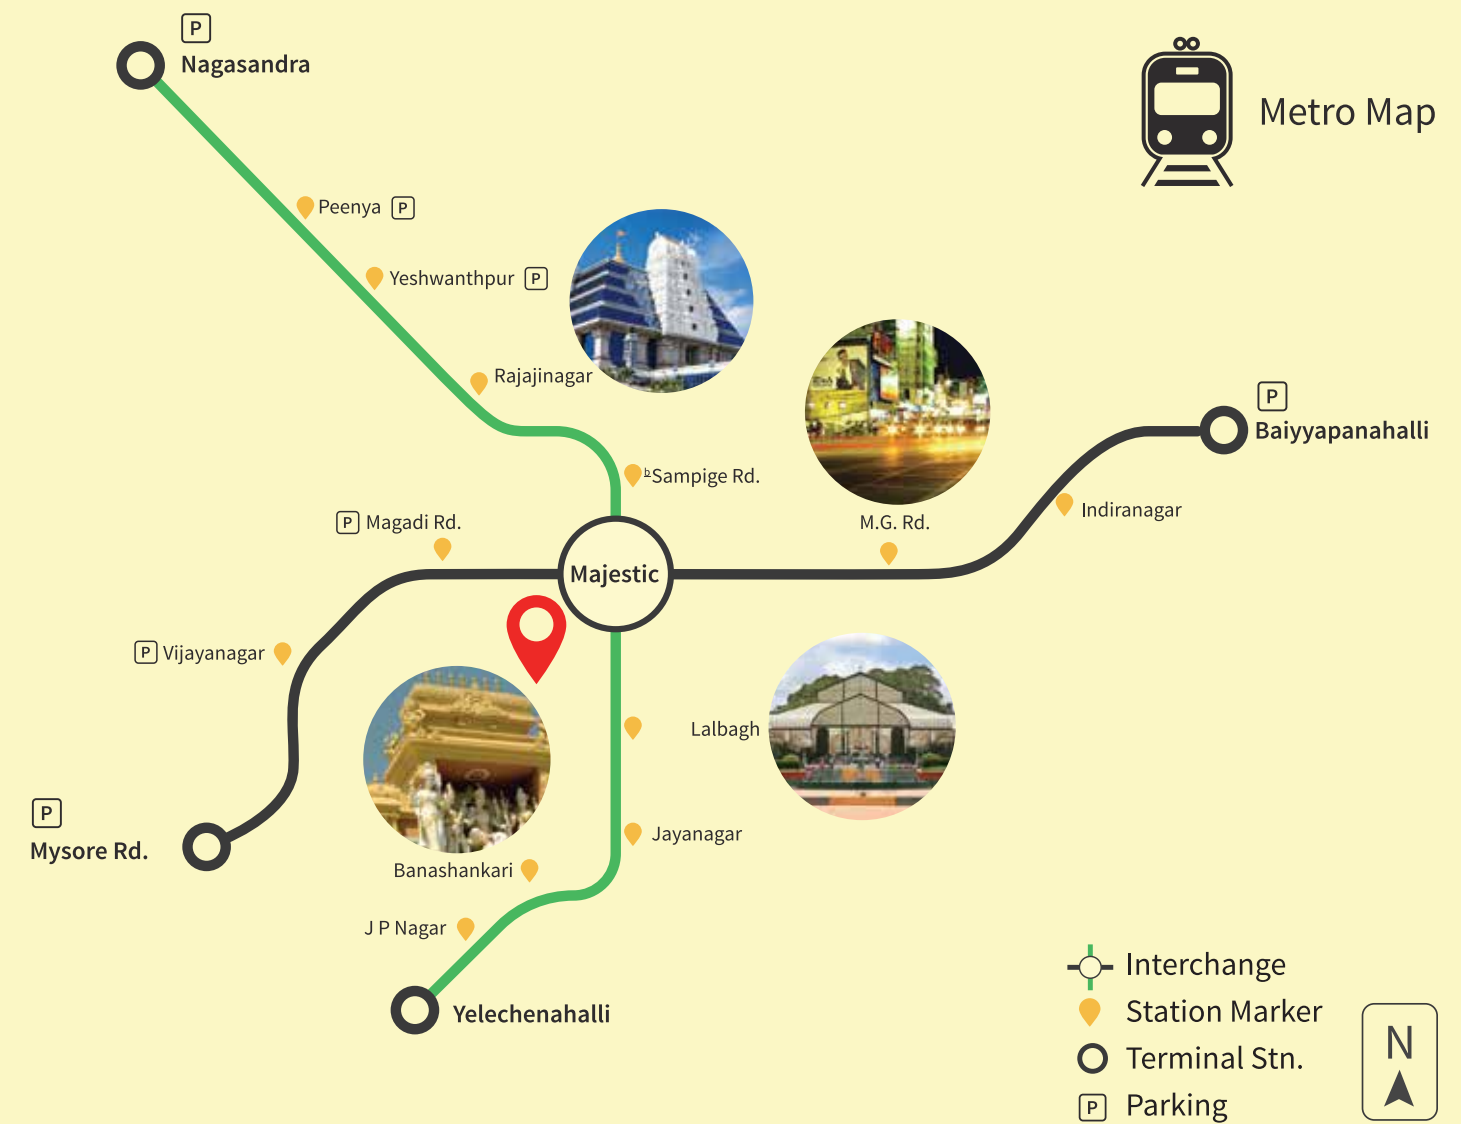 P
Nagasandra
Metro Map
Peenya P
Yeshwanthpur P
Rajajinagar
P
Baiyyapanahalli
bSampige Rd.
Indiranagar
P Magadi Rd.
M.G. Rd.
Majestic
P Vijayanagar
Lalbagh
P
Mysore Rd.
Jayanagar
Banashankari
J P Nagar
Yelechenahalli
Interchange
Station Marker
Terminal Stn.
P Parking
N